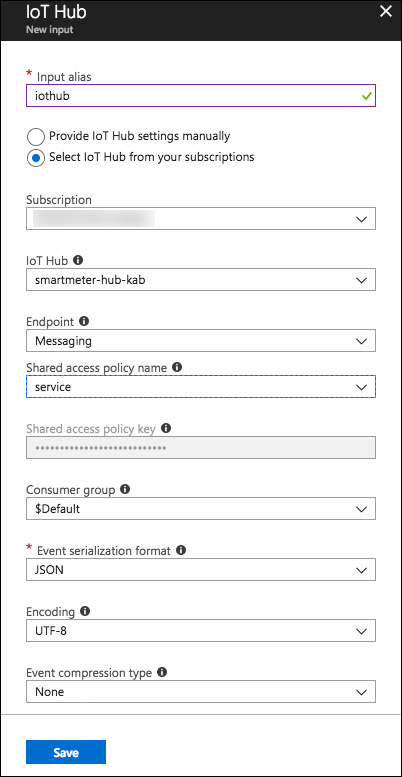 IoT Hub
New input
* Input alias
iothub
Provide IoT Hub settings manually
Select IoT Hub from your subscriptions
Subscription
IoT Hub
smartmeter-hub-kab
Endpoint
Messaging
Shared access policy name
service
Shared access policy key
••••••••••••••••••••••••••••
Consumer group
$Default
* Event serialization format
JSON
Encoding
UTF-8
Event compression type
None
Save